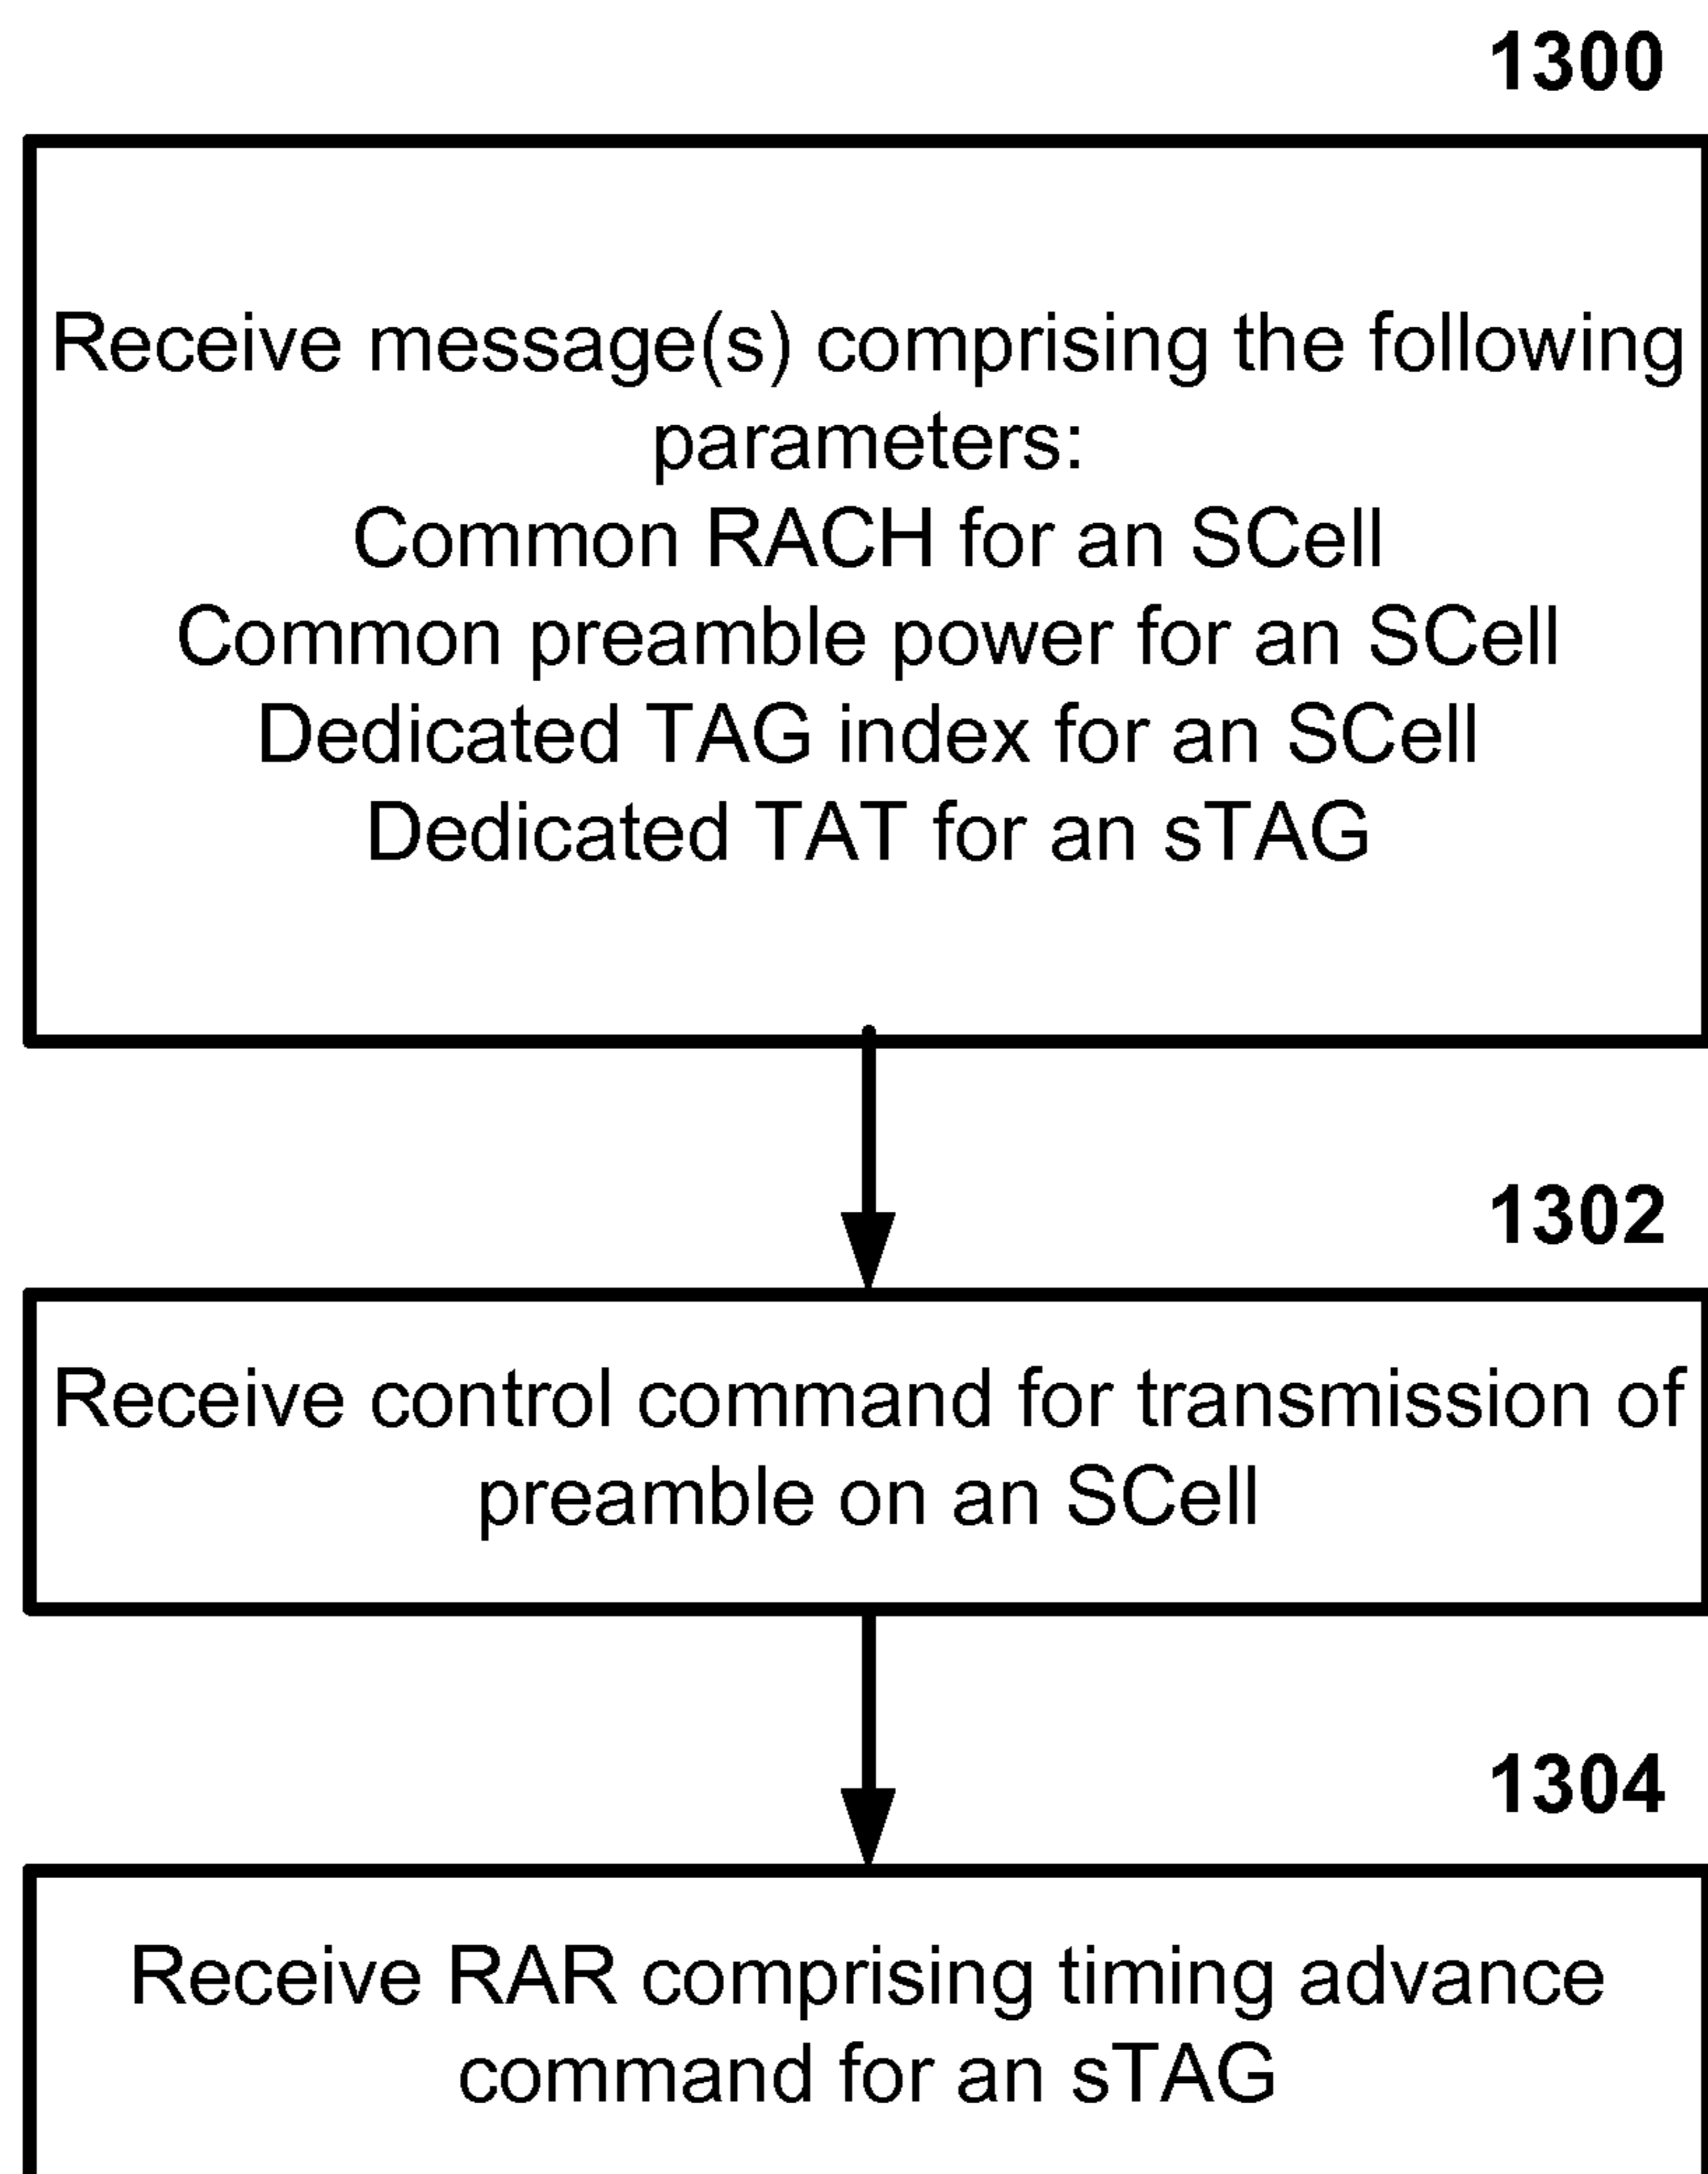 1300
Receive message(s) comprising the following
parameters:
Common RACH for an SCell
Common preamble power for an SCell
Dedicated TAG index for an SCell
Dedicated TAT for an sTAG
1302
Receive control command for transmission of
preamble on an SCell
1304
Receive RAR comprising timing advance
command for an sTAG